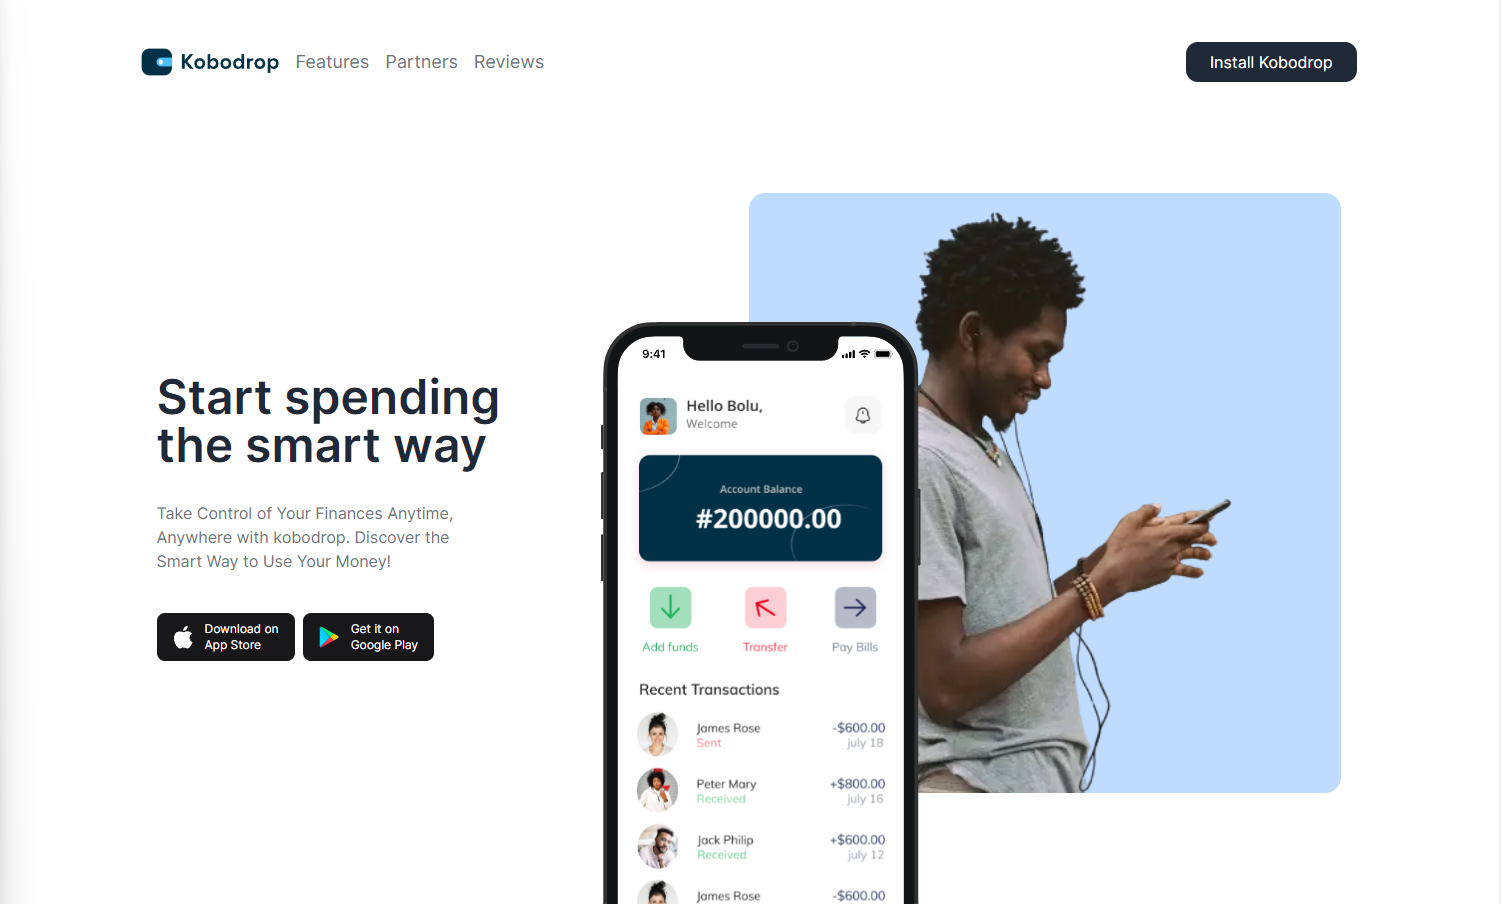 Kobodrop Features Partners Reviews
Install Kobodrop
Start spending
the smart way
Take Control of Your Finances Anytime,
Anywhere with kobodrop. Discover the
Smart Way to Use Your Money!
Download on
App Store
Get it on
Google Play
9:41
Hello Bolu,
Welcome
Account Balance
#200000.00
Add funds Transfer Pay Bills
Recent Transactions
James Rose -$600.00
Sent july 18
Peter Mary +$800.00
Received july 16
Jack Philip +$600.00
Received july 12
James Rose -$600.00